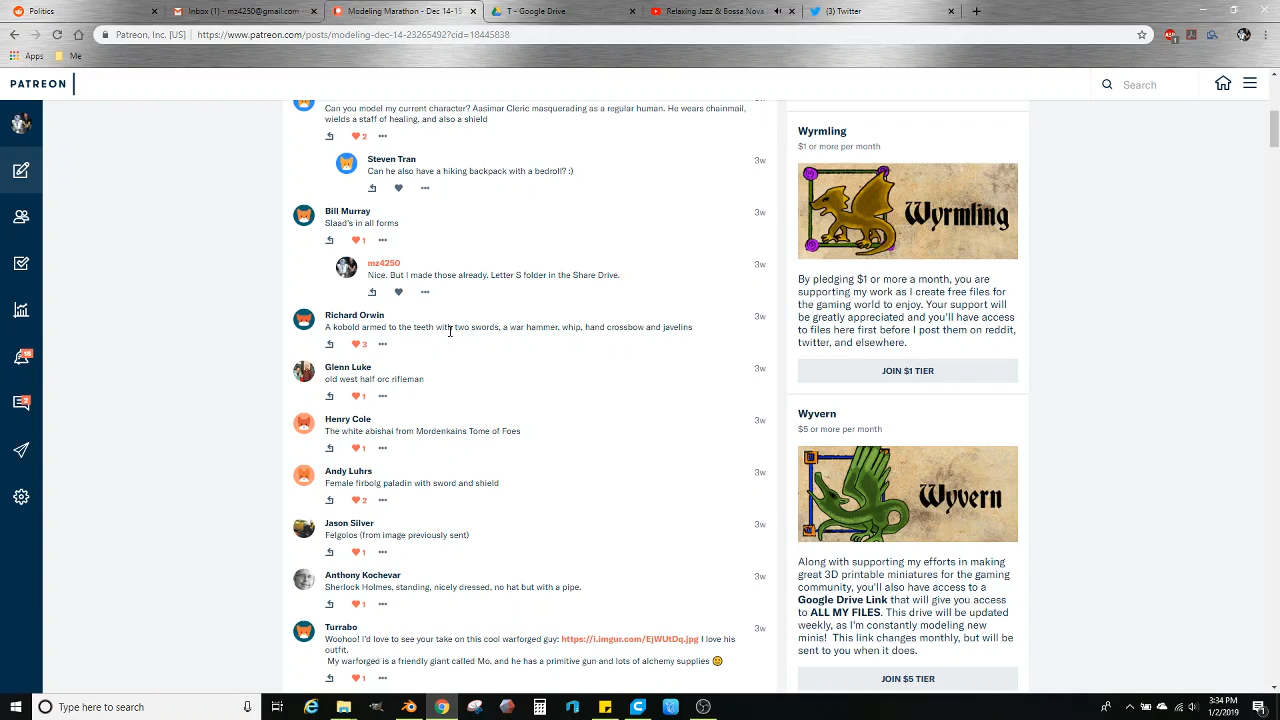 Politics
Inbox (1) - mz4250@gmail.com
Modeling - Dec 14-15
T - Google Drive
Relaxing Jazz & Bossa
(3) Twitter
Patreon, Inc. [US] | https://www.patreon.com/posts/modeling-dec-14-23265492?cid=18445838
Apps
Me
PATREON
Search
Can you model my current character? Aasimar Cleric masquerading as a regular human. He wears chainmail,
wields a staff of healing, and also a shield
2
Steven Tran
3w
Can he also have a hiking backpack with a bedroll? :)
Bill Murray
3w
Slaad's in all forms
1
mz4250
3w
Nice. But I made those already. Letter S folder in the Share Drive.
Richard Orwin
3w
A kobold armed to the teeth with two swords, a war hammer, whip, hand crossbow and javelins
3
Glenn Luke
3w
old west half orc rifleman
1
Henry Cole
3w
The white abishai from Mordenkains Tome of Foes
1
Andy Luhrs
3w
Female firbolg paladin with sword and shield
2
Jason Silver
3w
Felgolos (from image previously sent)
1
Anthony Kochevar
3w
Sherlock Holmes, standing, nicely dressed, no hat but with a pipe.
1
Turrabo
3w
Woohoo! I'd love to see your take on this cool warforged guy: https://i.imgur.com/EjWUtDq.jpg I love his
outfit.
My warforged is a friendly giant called Mo, and he has a primitive gun and lots of alchemy supplies 🙂
1
Wyrmling
$1 or more per month
Wyrmling
By pledging $1 or more a month, you are
supporting my work as I create free files for
the gaming world to enjoy. Your support will
be greatly appreciated and you'll have access
to files here first before I post them on reddit,
twitter, and elsewhere.
JOIN $1 TIER
Wyvern
$5 or more per month
Wyvern
Along with supporting my efforts in making
great 3D printable miniatures for the gaming
community, you'll also have access to a
Google Drive Link that will give you access
to ALL MY FILES. This drive will be updated
weekly, as I'm constantly modeling new
minis! This link changes monthly, but will be
sent to you when it does.
JOIN $5 TIER
Type here to search
3:34 PM
1/2/2019